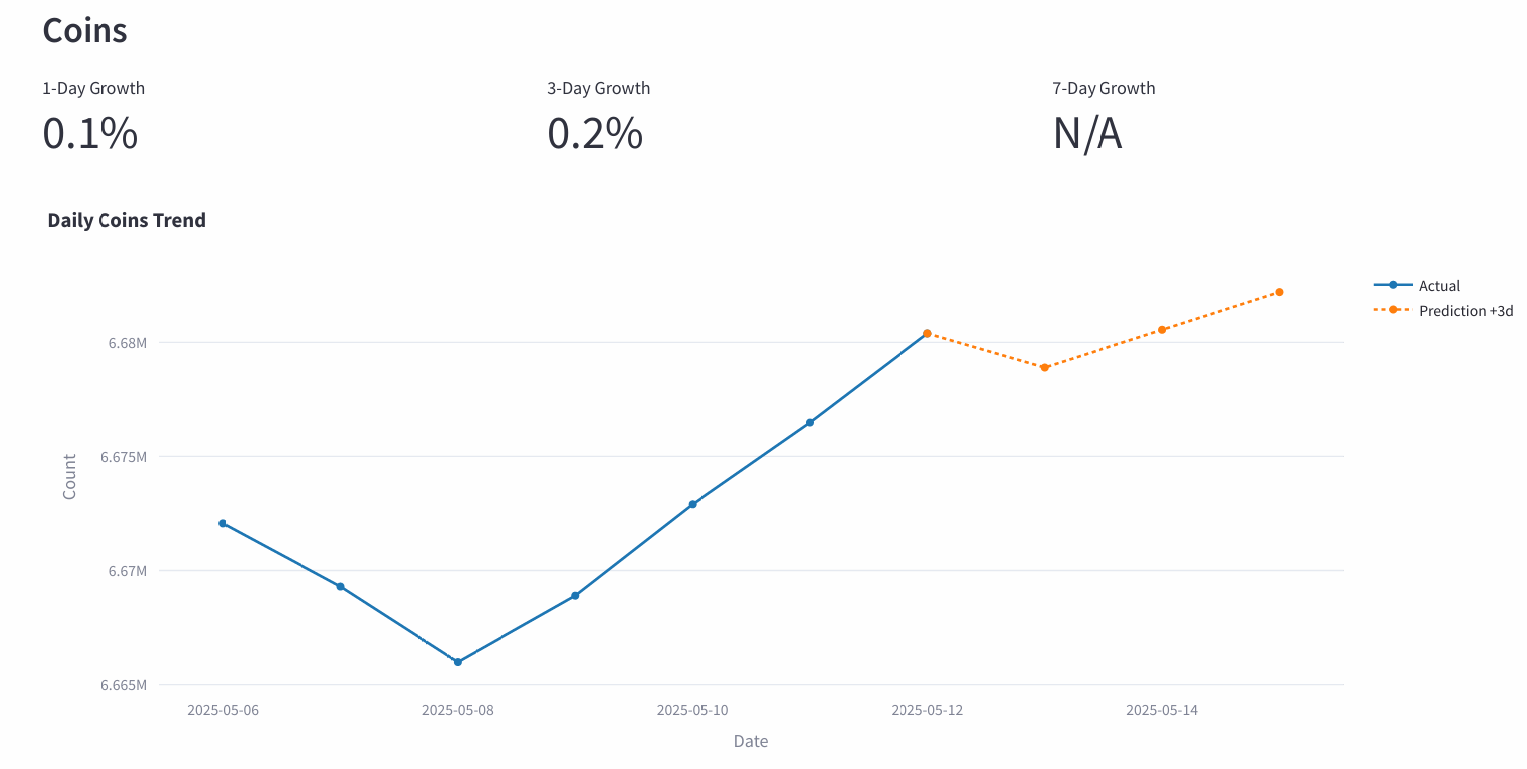 Coins
1-Day Growth
3-Day Growth
7-Day Growth
0.1%
0.2%
N/A
Daily Coins Trend
Actual
Prediction +3d
6.68M
6.675M
6.67M
6.665M
Count
2025-05-06
2025-05-08
2025-05-10
2025-05-12
2025-05-14
Date